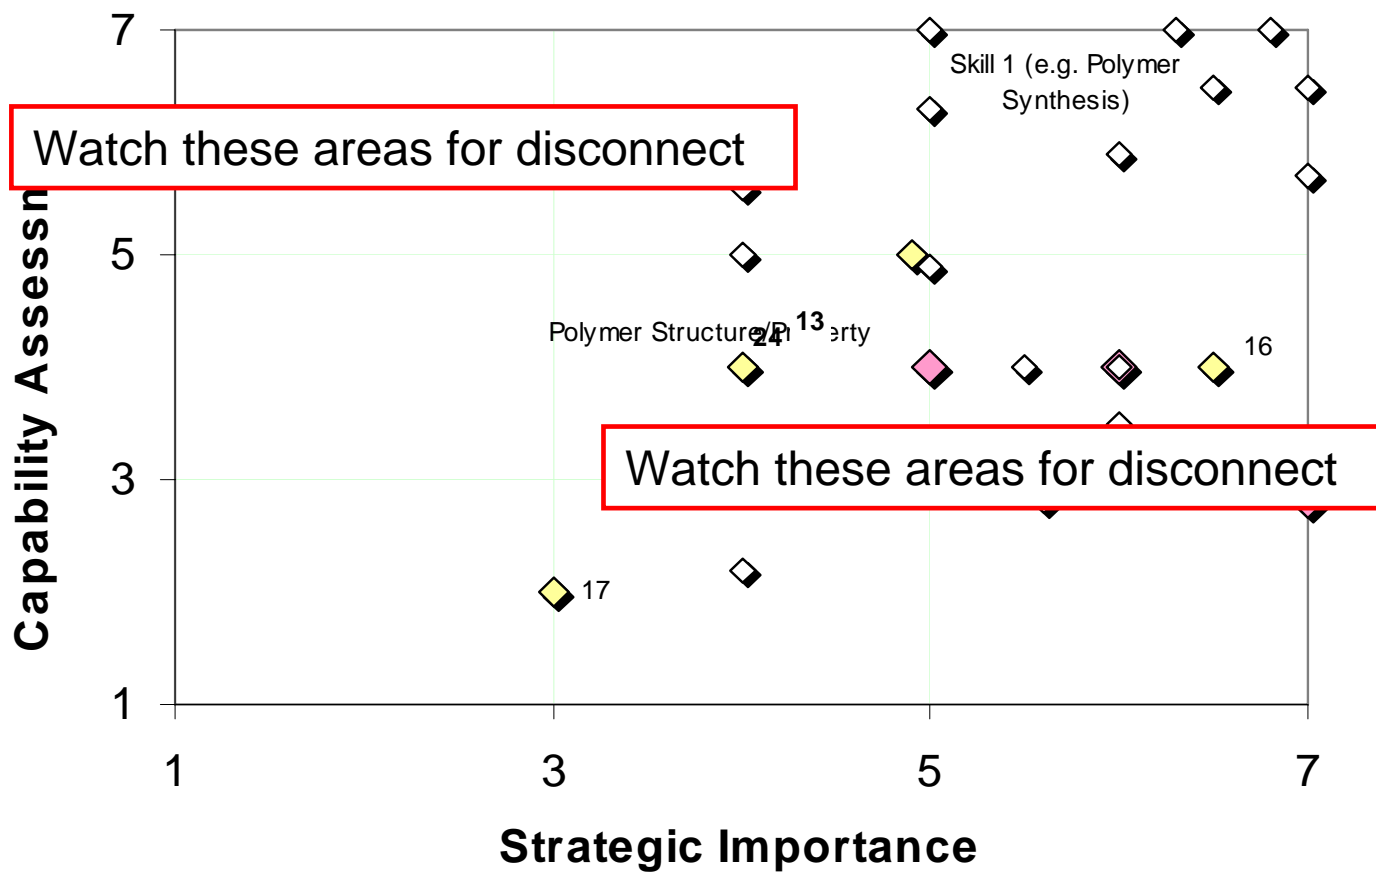 7
Skill 1 (e.g. Polymer
Synthesis)
Watch these areas for disconnect
Capability
5
Polymer
24
13
16
Watch these areas for disconnect
3
17
1
1
3
5
7
Strategic Importance